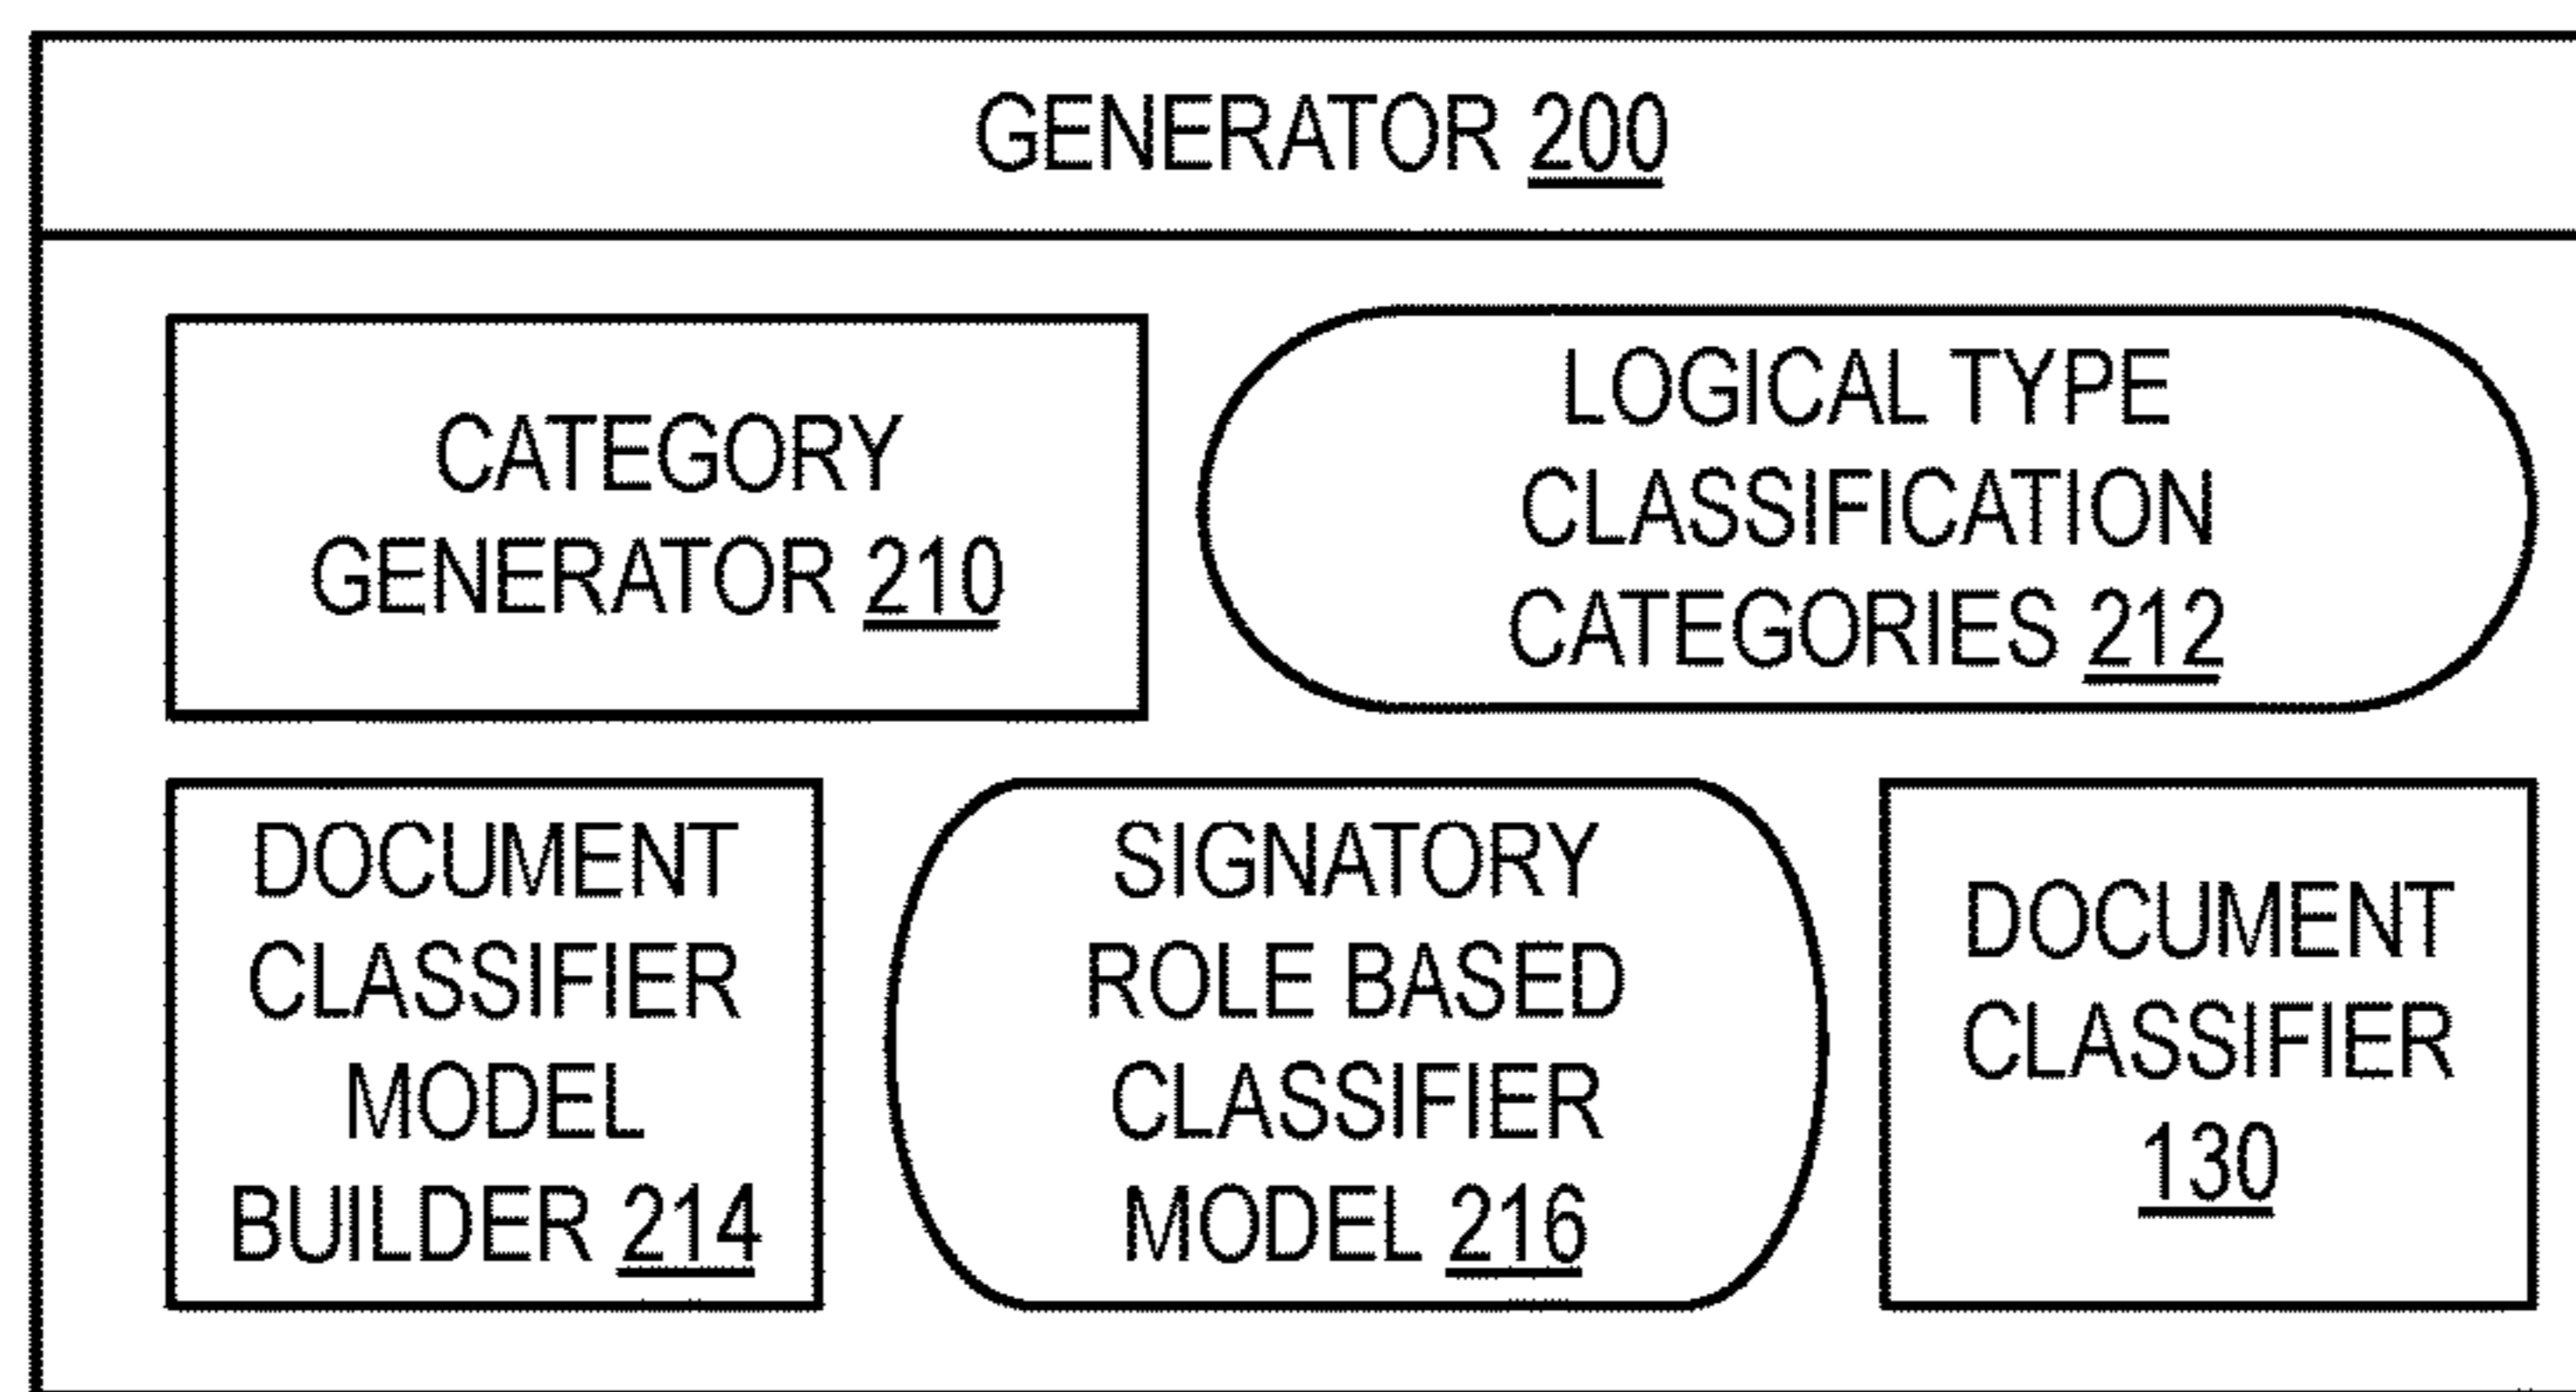 GENERATOR 200
CATEGORY
GENERATOR 210
LOGICAL TYPE
CLASSIFICATION
CATEGORIES 212
DOCUMENT
CLASSIFIER
MODEL
BUILDER 214
SIGNATORY
ROLE BASED
CLASSIFIER
MODEL 216
DOCUMENT
CLASSIFIER
130